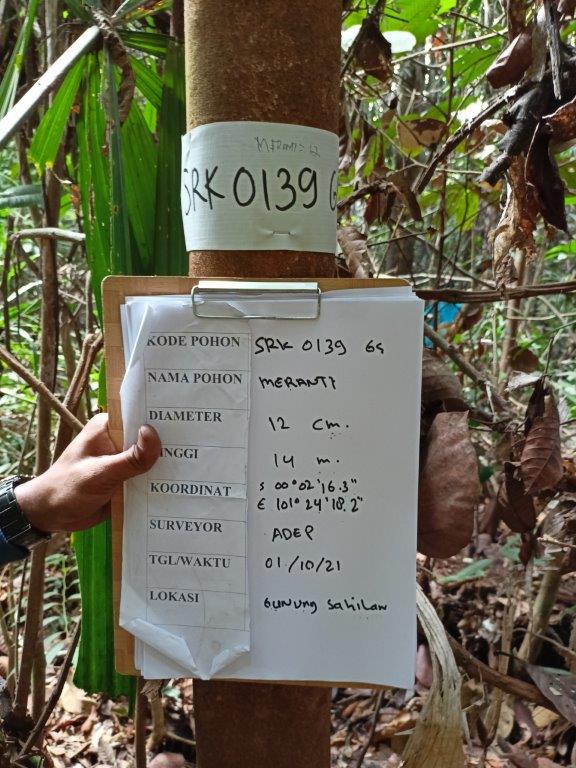 MERANTI 12
SRK 0139 G
KODE POHON SRK 0139 GS
NAMA POHON MERANTI
DIAMETER 12 cm.
INGGI 14 m.
KOORDINAT S 00°02'16.3"
E 101°24'18.2"
SURVEYOR ADEP
TGL/WAKTU 01/10/21
LOKASI Gunung Sahilan